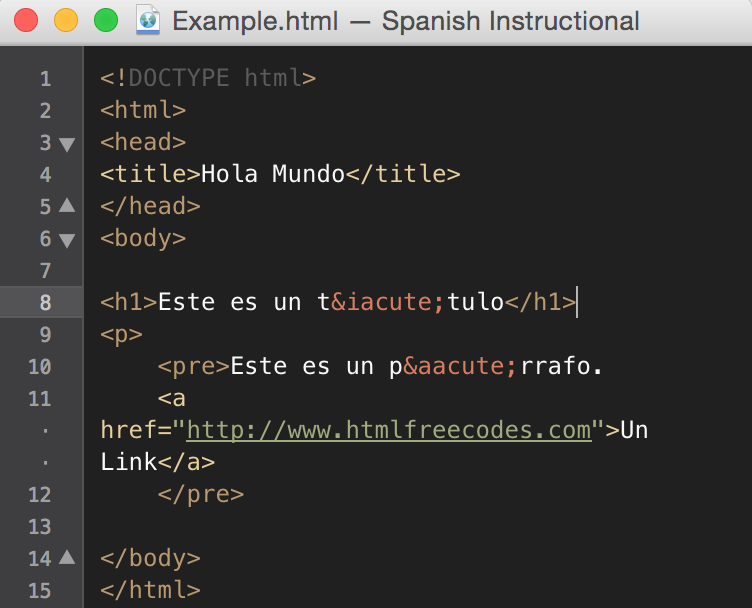 Example.html — Spanish Instructional
1 <!DOCTYPE html>
2 <html>
3 <head>
4 <title>Hola Mundo</title>
5 </head>
6 <body>
7
8 <h1>Este es un t&iacute;tulo</h1>
9 <p>
10     <pre>Este es un p&aacute;rrafo.
11     <a
· href="http://www.htmlfreecodes.com">Un
· Link</a>
12     </pre>
13
14 </body>
15 </html>